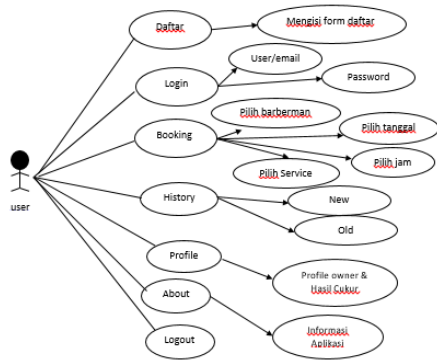 Daftar
Mengisi form daftar
Login
User/email
Password
Booking
Pilih barberman
Pilih tanggal
Pilih jam
Pilih Service
user
History
New
Old
Profile
Profile owner &
Hasil Cukur
About
Informasi
Aplikasi
Logout